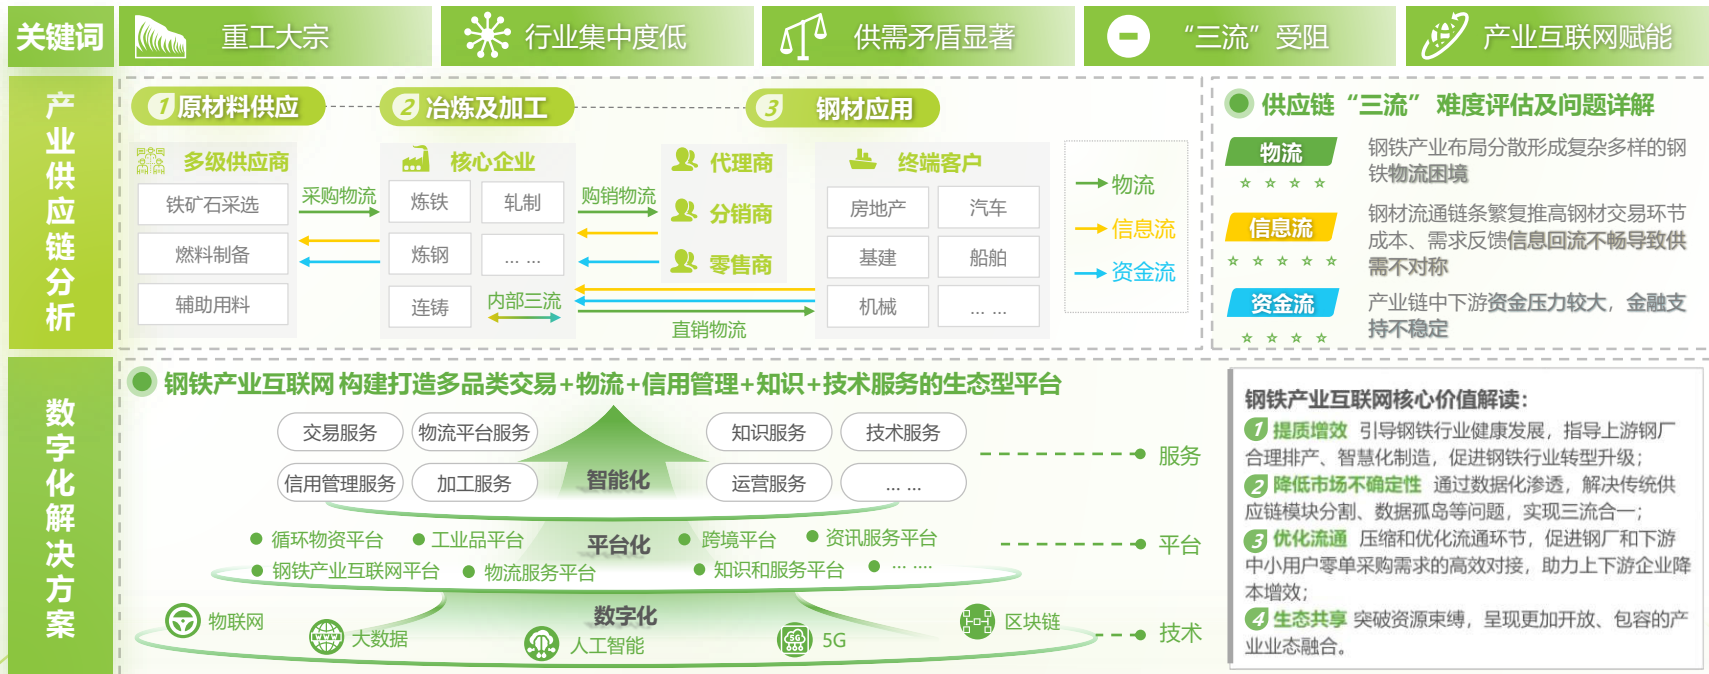 关键词
重工大宗
行业集中度低
供需矛盾显著
“三流”受阻
产业互联网赋能
产业供应链分析
1 原材料供应
2 冶炼及加工
3 钢材应用
多级供应商
铁矿石采选
燃料制备
辅助用料
采购物流
核心企业
炼铁
轧制
炼钢
... ...
连铸
内部三流
购销物流
代理商
分销商
零售商
直销物流
终端客户
房地产
汽车
基建
船舶
机械
... ...
物流
信息流
资金流
供应链“三流” 难度评估及问题详解
物流
☆ ☆ ☆ ☆
钢铁产业布局分散形成复杂多样的钢
铁物流困境
信息流
☆ ☆ ☆ ☆ ☆
钢材流通链条繁复推高钢材交易环节
成本、需求反馈信息回流不畅导致供
需不对称
资金流
☆ ☆ ☆ ☆
产业链中下游资金压力较大，金融支
持不稳定
数字化解决方案
钢铁产业互联网 构建打造多品类交易+物流+信用管理+知识+技术服务的生态型平台
交易服务
物流平台服务
知识服务
技术服务
信用管理服务
加工服务
智能化
运营服务
... ...
服务
循环物资平台
工业品平台
平台化
跨境平台
资讯服务平台
钢铁产业互联网平台
物流服务平台
知识和服务平台
... ....
平台
数字化
物联网
大数据
人工智能
5G
5G
区块链
技术
钢铁产业互联网核心价值解读：
1 提质增效 引导钢铁行业健康发展，指导上游钢厂
合理排产、智慧化制造，促进钢铁行业转型升级；
2 降低市场不确定性 通过数据化渗透，解决传统供
应链模块分割、数据孤岛等问题，实现三流合一；
3 优化流通 压缩和优化流通环节，促进钢厂和下游
中小用户零单采购需求的高效对接，助力上下游企业降
本增效；
4 生态共享 突破资源束缚，呈现更加开放、包容的产
业业态融合。